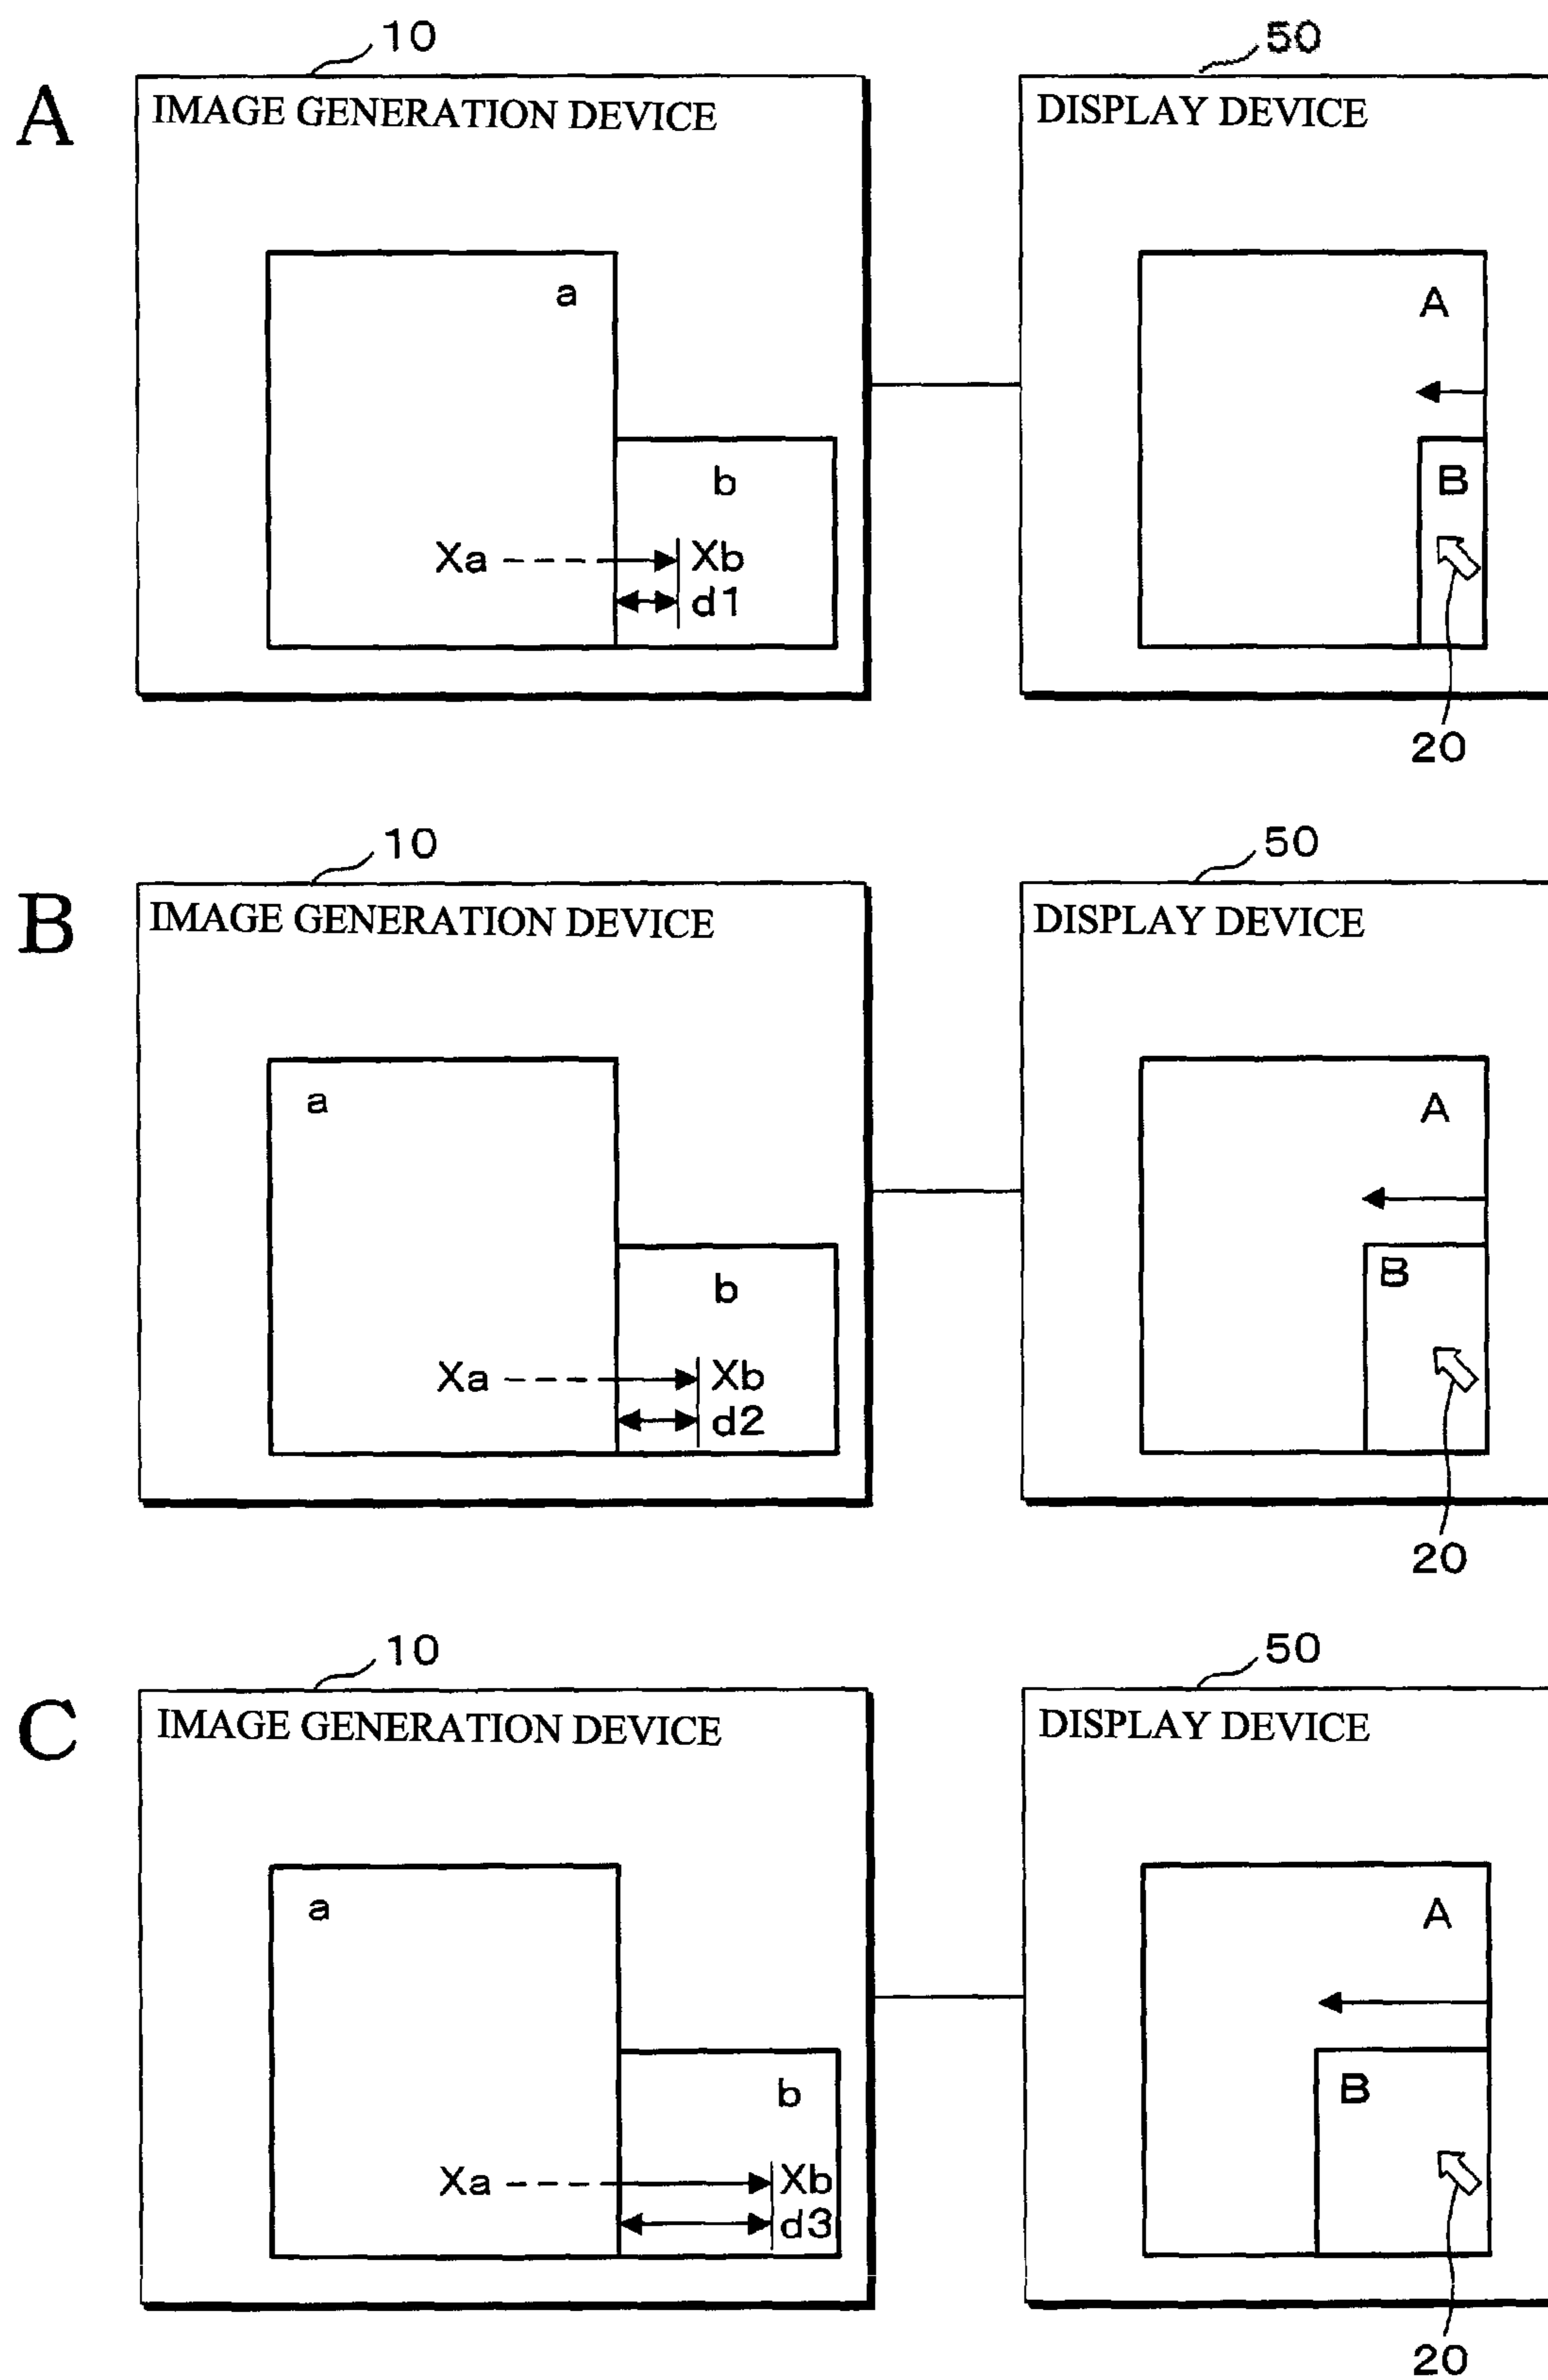 10
50
A
IMAGE GENERATION DEVICE
DISPLAY DEVICE
a
A
b
B
Xa
Xb
d1
20
10
50
B
IMAGE GENERATION DEVICE
DISPLAY DEVICE
a
A
b
B
Xa
Xb
d2
20
10
50
C
IMAGE GENERATION DEVICE
DISPLAY DEVICE
a
A
b
B
Xa
Xb
d3
20